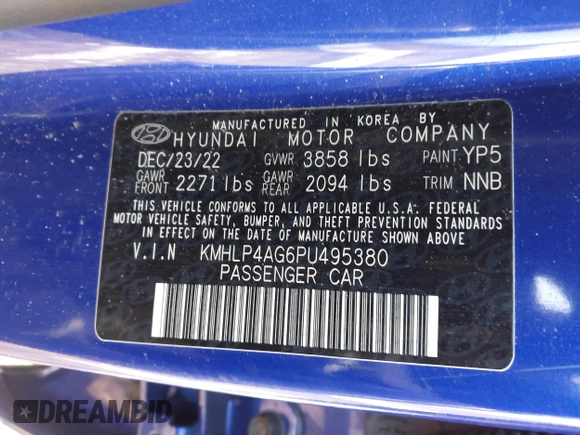 MANUFACTURED IN KOREA BY
HYUNDAI MOTOR COMPANY
DEC/23/22 GVWR 3858 lbs PAINT YP5
GAWR FRONT 2271 lbs GAWR REAR 2094 lbs TRIM NNB
THIS VEHICLE CONFORMS TO ALL APPLICABLE U.S.A. FEDERAL
MOTOR VEHICLE SAFETY, BUMPER, AND THEFT PREVENTION STANDARDS
IN EFFECT ON THE DATE OF MANUFACTURE SHOWN ABOVE
V.I.N KMHLP4AG6PU495380
PASSENGER CAR
DREAMBID